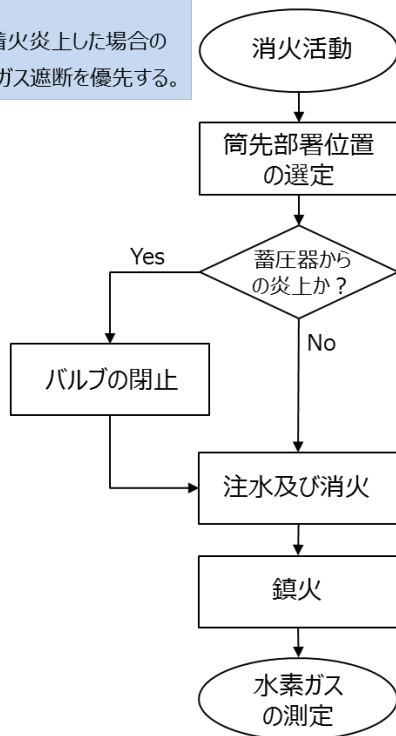 着火炎上した場合の
ガス遮断を優先する。
消火活動
筒先部署位置
の選定
蓄圧器から
の炎上か？
Yes
No
バルブの閉止
注水及び消火
鎮火
水素ガス
の測定